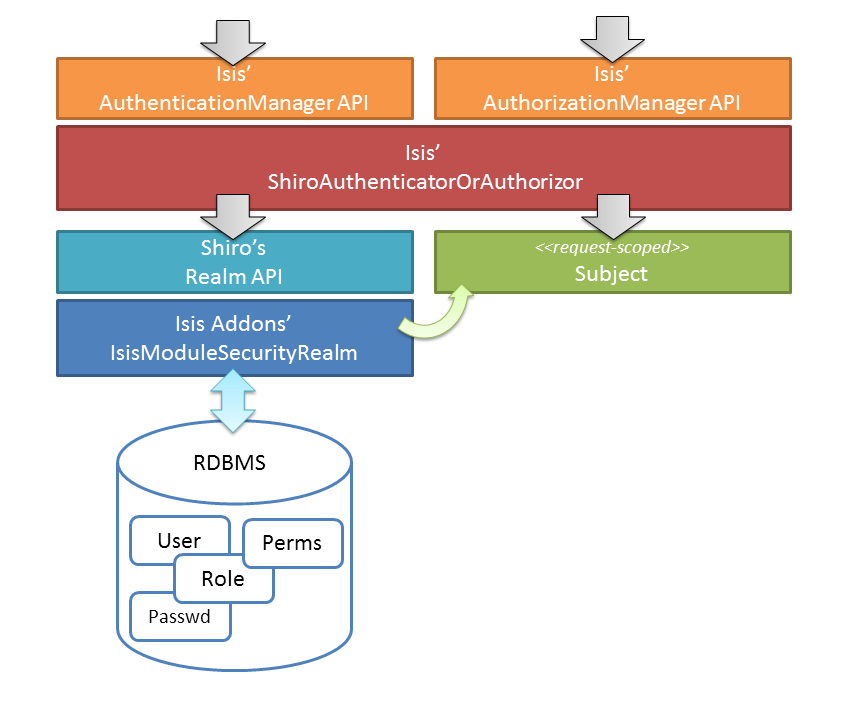 Isis’
AuthenticationManager API
Isis’
AuthorizationManager API
Isis’
ShiroAuthenticatorOrAuthorizor
Shiro’s
Realm API
<<request-scoped>>
Subject
Isis Addons’
IsisModuleSecurityRealm
RDBMS
User
Perms
Role
Passwd